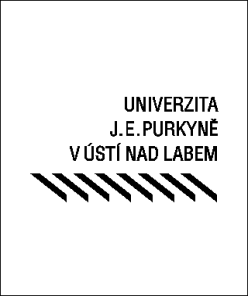 UNIVERZITA
J.E.PURKYNĚ
V ÚSTÍ NAD LABEM